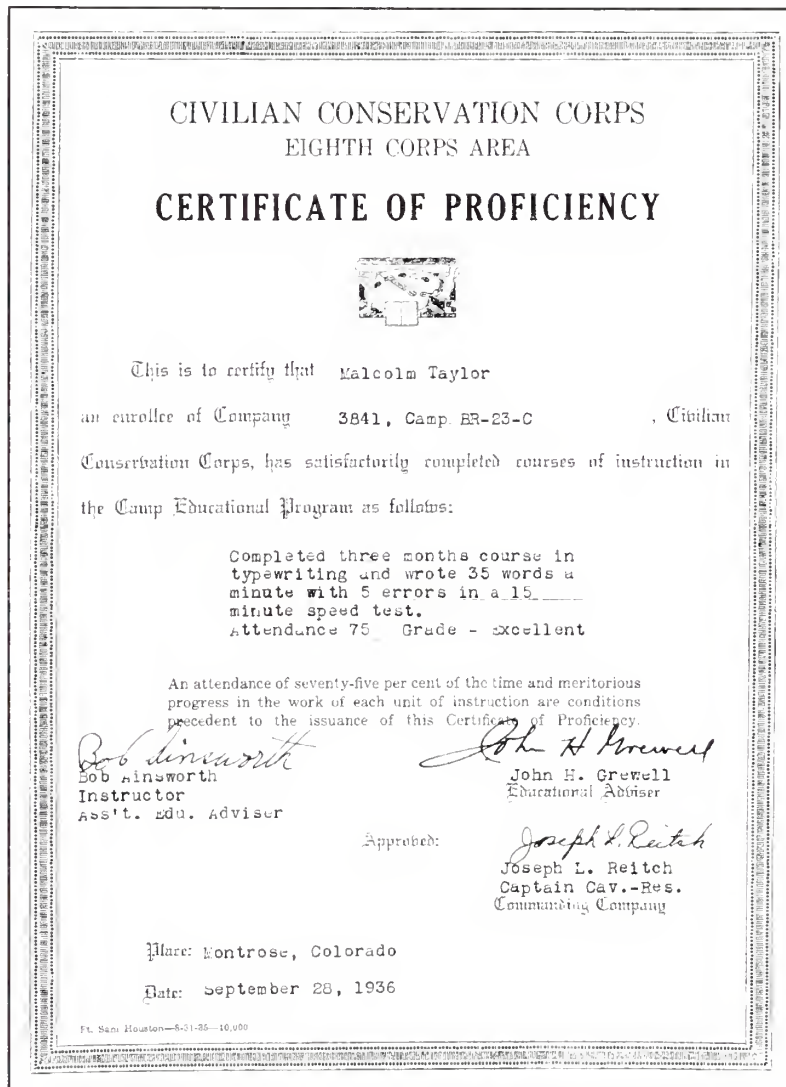 CIVILIAN CONSERVATION CORPS
EIGHTH CORPS AREA
CERTIFICATE OF PROFICIENCY
This is to certify that Malcolm Taylor
an enrollee of Company 3841, Camp BR-23-C , Civilian
Conservation Corps, has satisfactorily completed courses of instruction in
the Camp Educational Program as follows:
Completed three months course in
typewriting and wrote 35 words a
minute with 5 errors in a 15
minute speed test.
Attendance 75 Grade - Excellent
An attendance of seventy-five per cent of the time and meritorious
progress in the work of each unit of instruction are conditions
precedent to the issuance of this Certificate of Proficiency.
Bob Ainsworth
Bob Ainsworth
Instructor
Ass't. Edu. Adviser
John H Grewell
John H. Grewell
Educational Adviser
Approved:
Joseph L. Reitch
Joseph L. Reitch
Captain Cav.-Res.
Commanding Company
Place: Montrose, Colorado
Date: September 28, 1936
Ft. Sam Houston—8-31-35—10,000